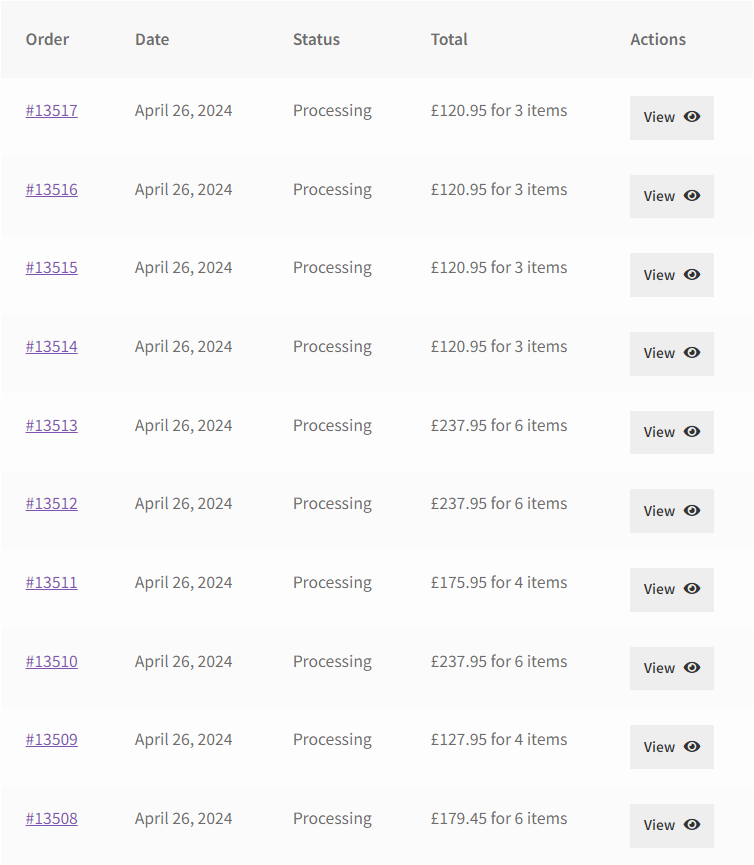 Order Date Status Total Actions
#13517 April 26, 2024 Processing £120.95 for 3 items View
#13516 April 26, 2024 Processing £120.95 for 3 items View
#13515 April 26, 2024 Processing £120.95 for 3 items View
#13514 April 26, 2024 Processing £120.95 for 3 items View
#13513 April 26, 2024 Processing £237.95 for 6 items View
#13512 April 26, 2024 Processing £237.95 for 6 items View
#13511 April 26, 2024 Processing £175.95 for 4 items View
#13510 April 26, 2024 Processing £237.95 for 6 items View
#13509 April 26, 2024 Processing £127.95 for 4 items View
#13508 April 26, 2024 Processing £179.45 for 6 items View